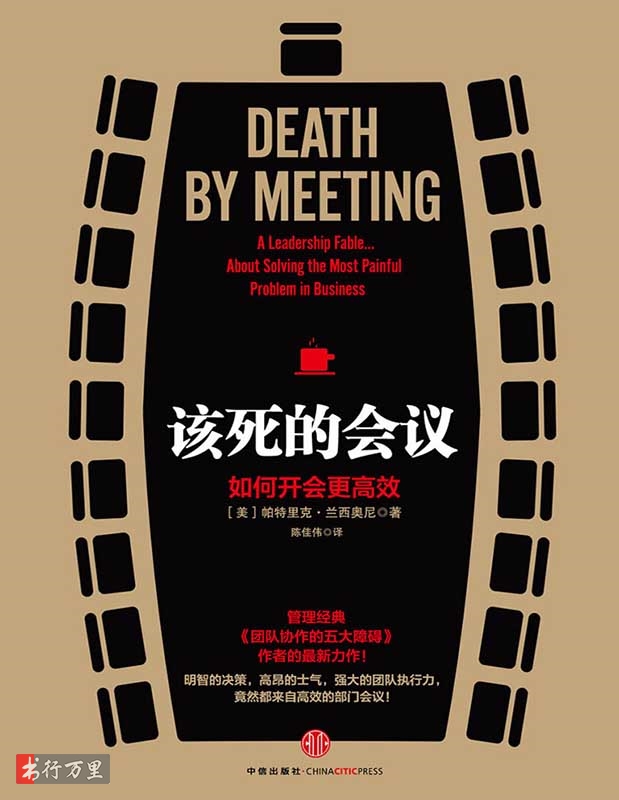 DEATH
BY MEETING
A Leadership Fable...
About Solving the Most Painful
Problem in Business
该死的会议
如何开会更高效
［美］帕特里克·兰西奥尼◎著
陈佳伟◎译
管理经典
《团队协作的五大障碍》
作者的最新力作！
明智的决策，高昂的士气，强大的团队执行力，
竟然都来自高效的部门会议！
中信出版社·CHINACITICPRESS
书行万里